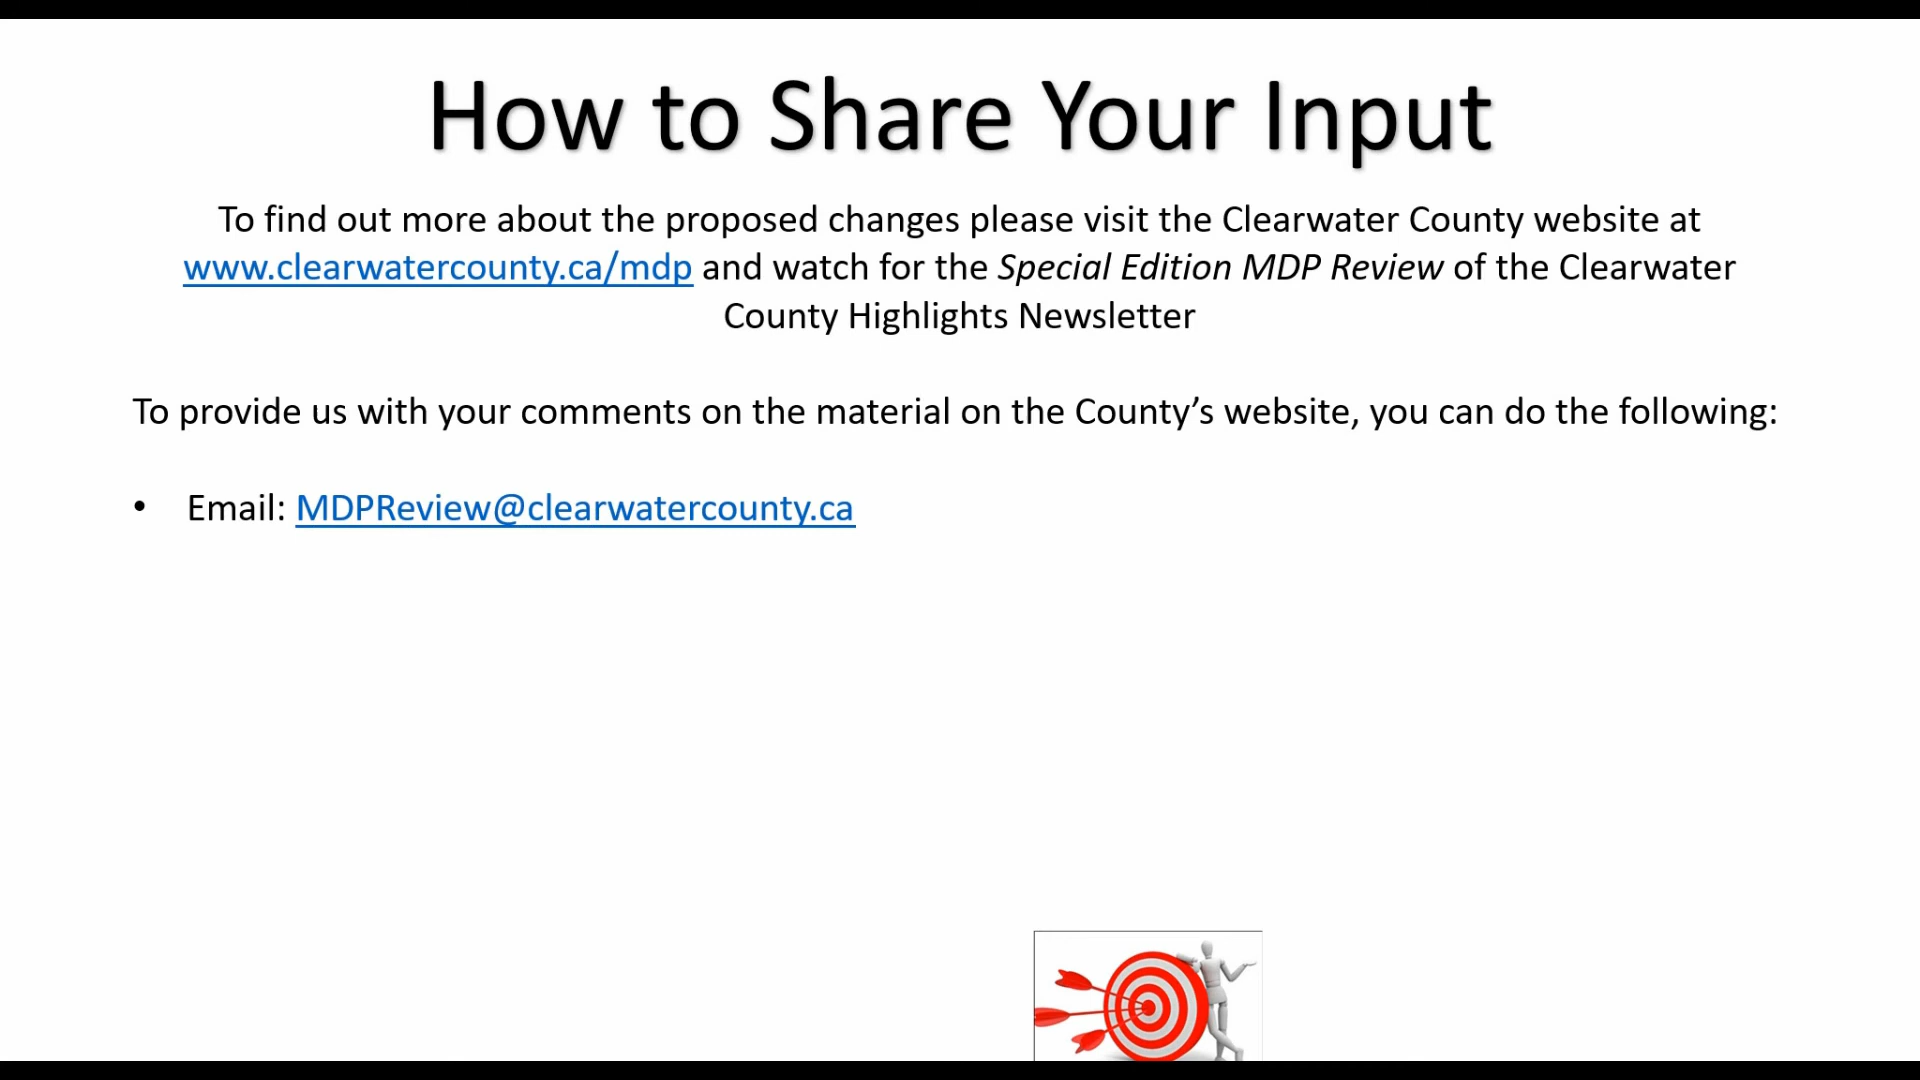 How to Share Your Input
To find out more about the proposed changes please visit the Clearwater County website at
www.clearwatercounty.ca/mdp and watch for the Special Edition MDP Review of the Clearwater
County Highlights Newsletter
To provide us with your comments on the material on the County’s website, you can do the following:
• Email: MDPReview@clearwatercounty.ca